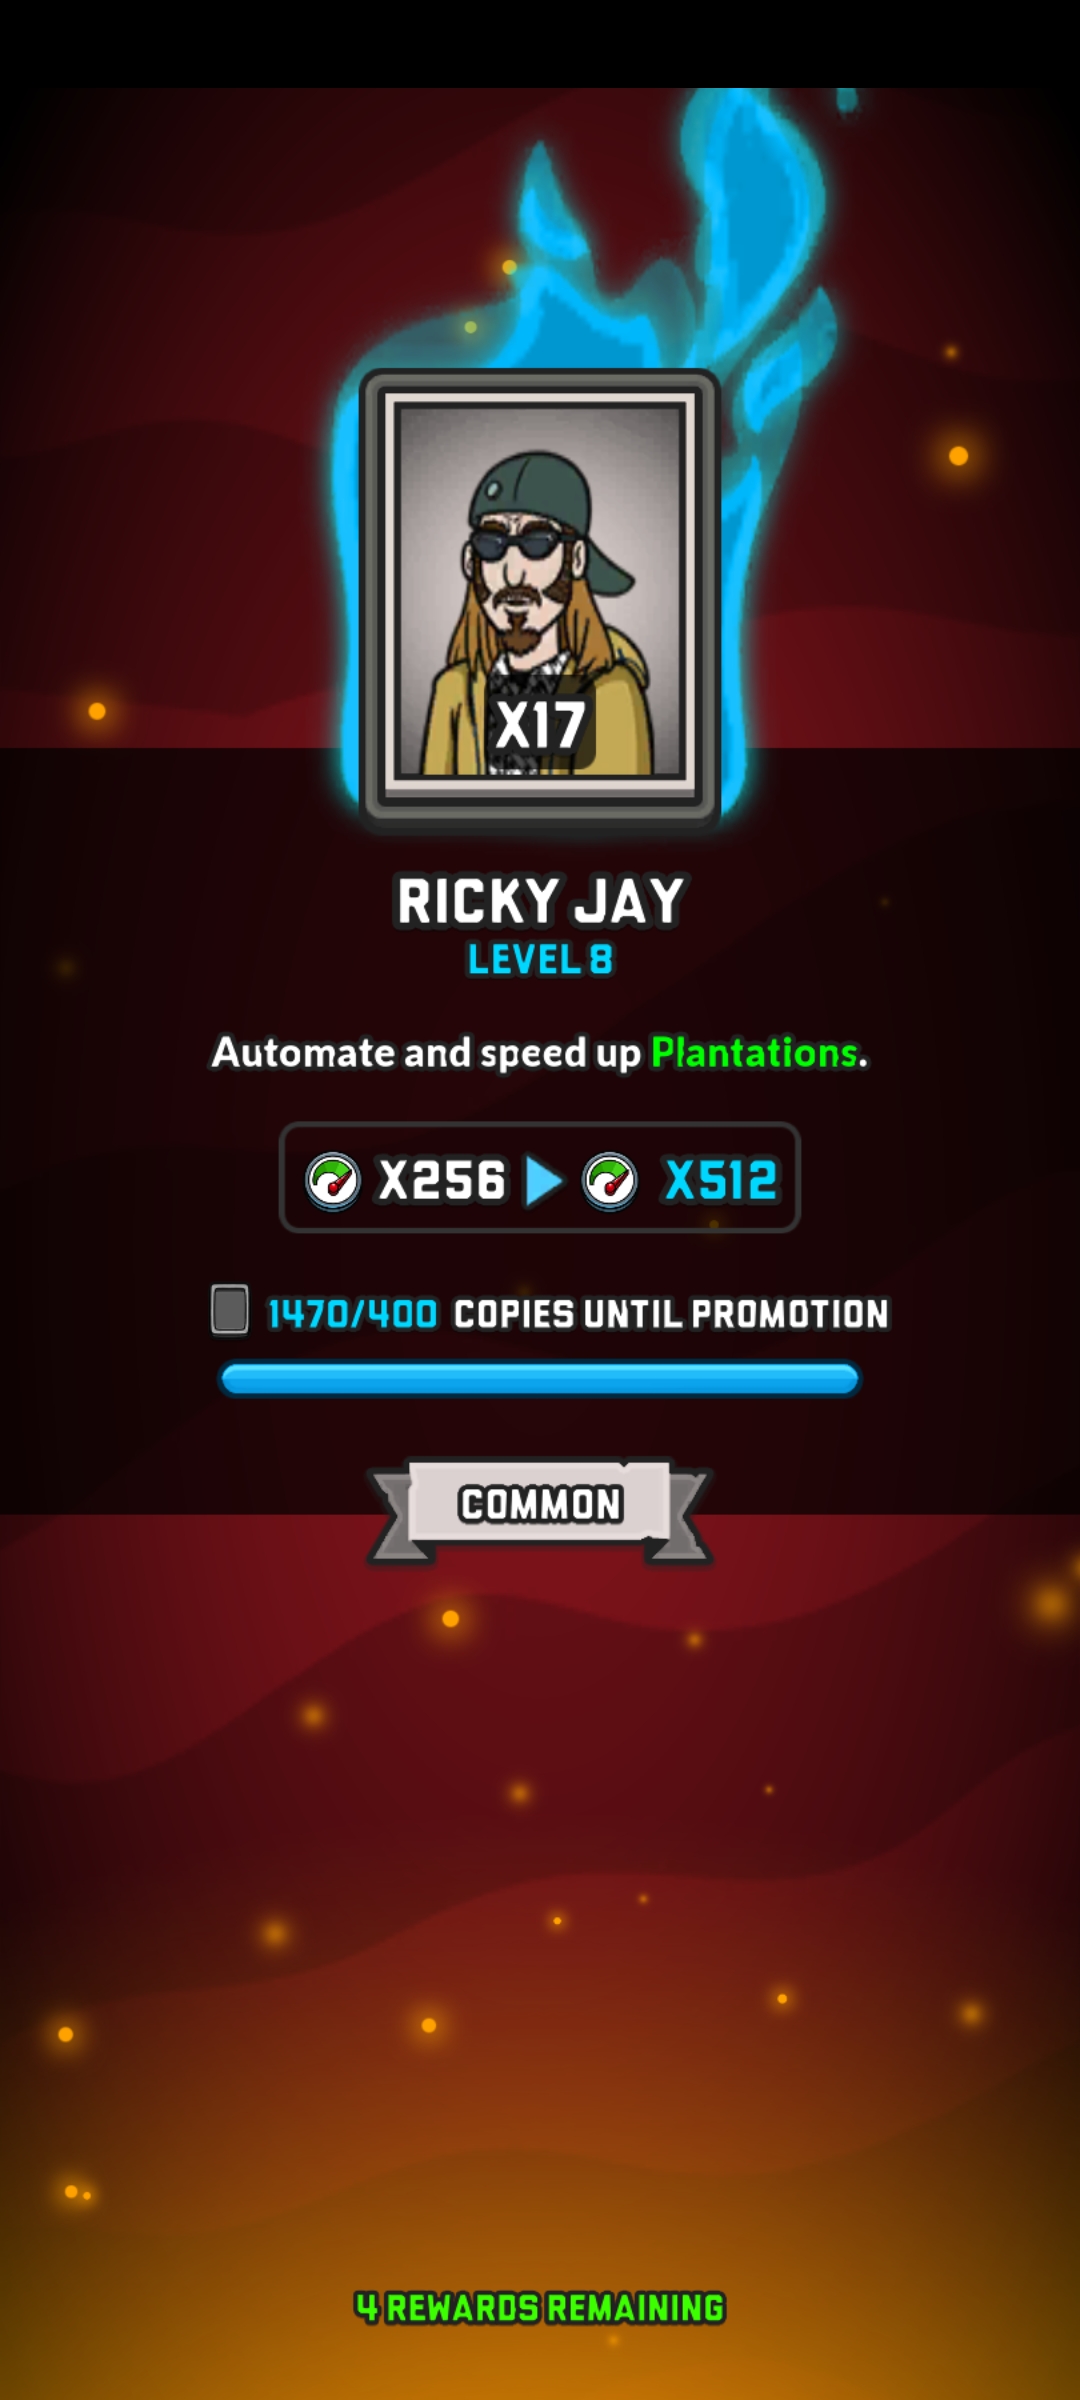 X17
RICKY JAY
LEVEL 8
Automate and speed up Plantations.
X256 X512
1470/400 COPIES UNTIL PROMOTION
COMMON
4 REWARDS REMAINING